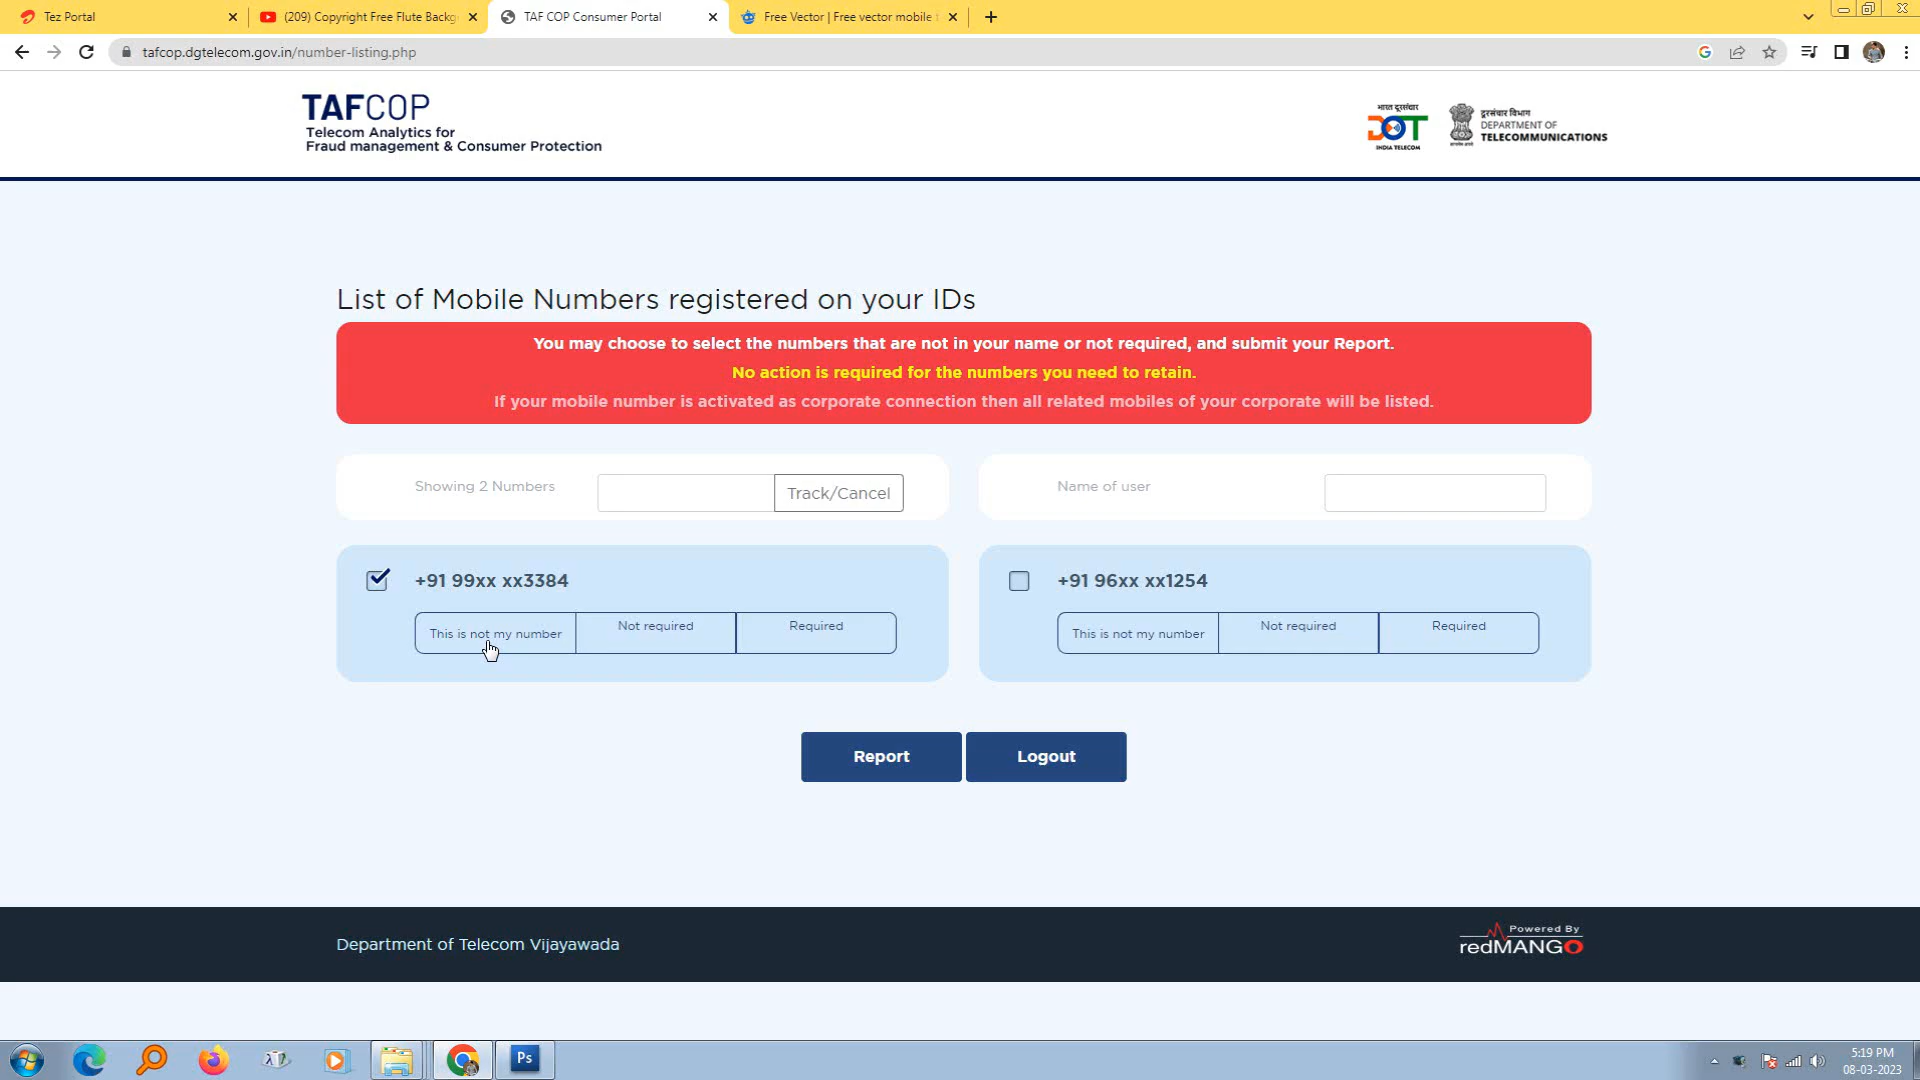 Tez Portal
(209) Copyright Free Flute Backg
TAF COP Consumer Portal
Free Vector | Free vector mobile
tafcop.dgtelecom.gov.in/number-listing.php
TAFCOP
Telecom Analytics for
Fraud management & Consumer Protection
भारत दूरसंचार
DOT
INDIA TELECOM
दूरसंचार विभाग
DEPARTMENT OF
TELECOMMUNICATIONS
List of Mobile Numbers registered on your IDs
You may choose to select the numbers that are not in your name or not required, and submit your Report.
No action is required for the numbers you need to retain.
If your mobile number is activated as corporate connection then all related mobiles of your corporate will be listed.
Showing 2 Numbers
Track/Cancel
Name of user
+91 99xx xx3384
This is not my number
Not required
Required
+91 96xx xx1254
This is not my number
Not required
Required
Report
Logout
Department of Telecom Vijayawada
Powered By
redMANGO
Ps
5:19 PM
08-03-2023